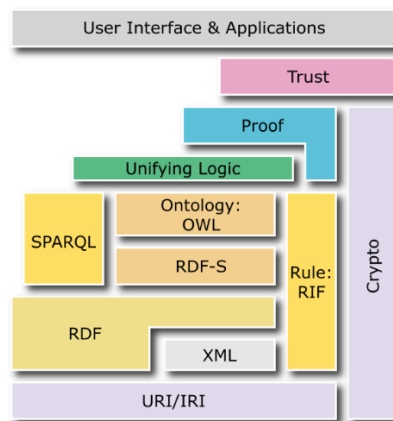 User Interface & Applications
Trust
Proof
Unifying Logic
Ontology:
OWL
SPARQL
RDF-S
Rule:
RIF
Crypto
RDF
XML
URI/IRI